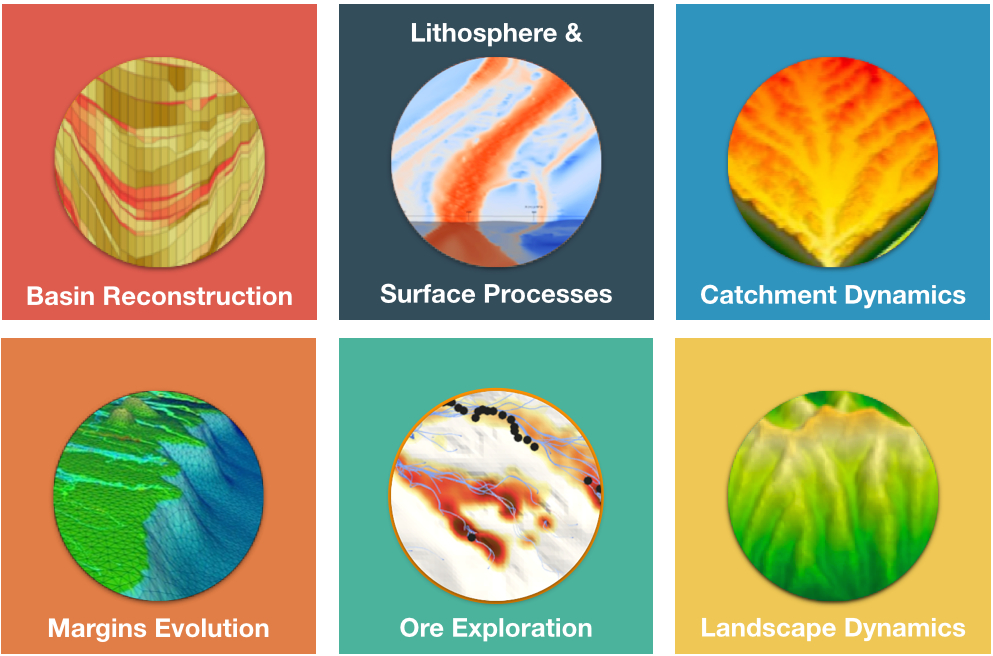 Lithosphere &
Basin Reconstruction
Surface Processes
Catchment Dynamics
Margins Evolution
Ore Exploration
Landscape Dynamics